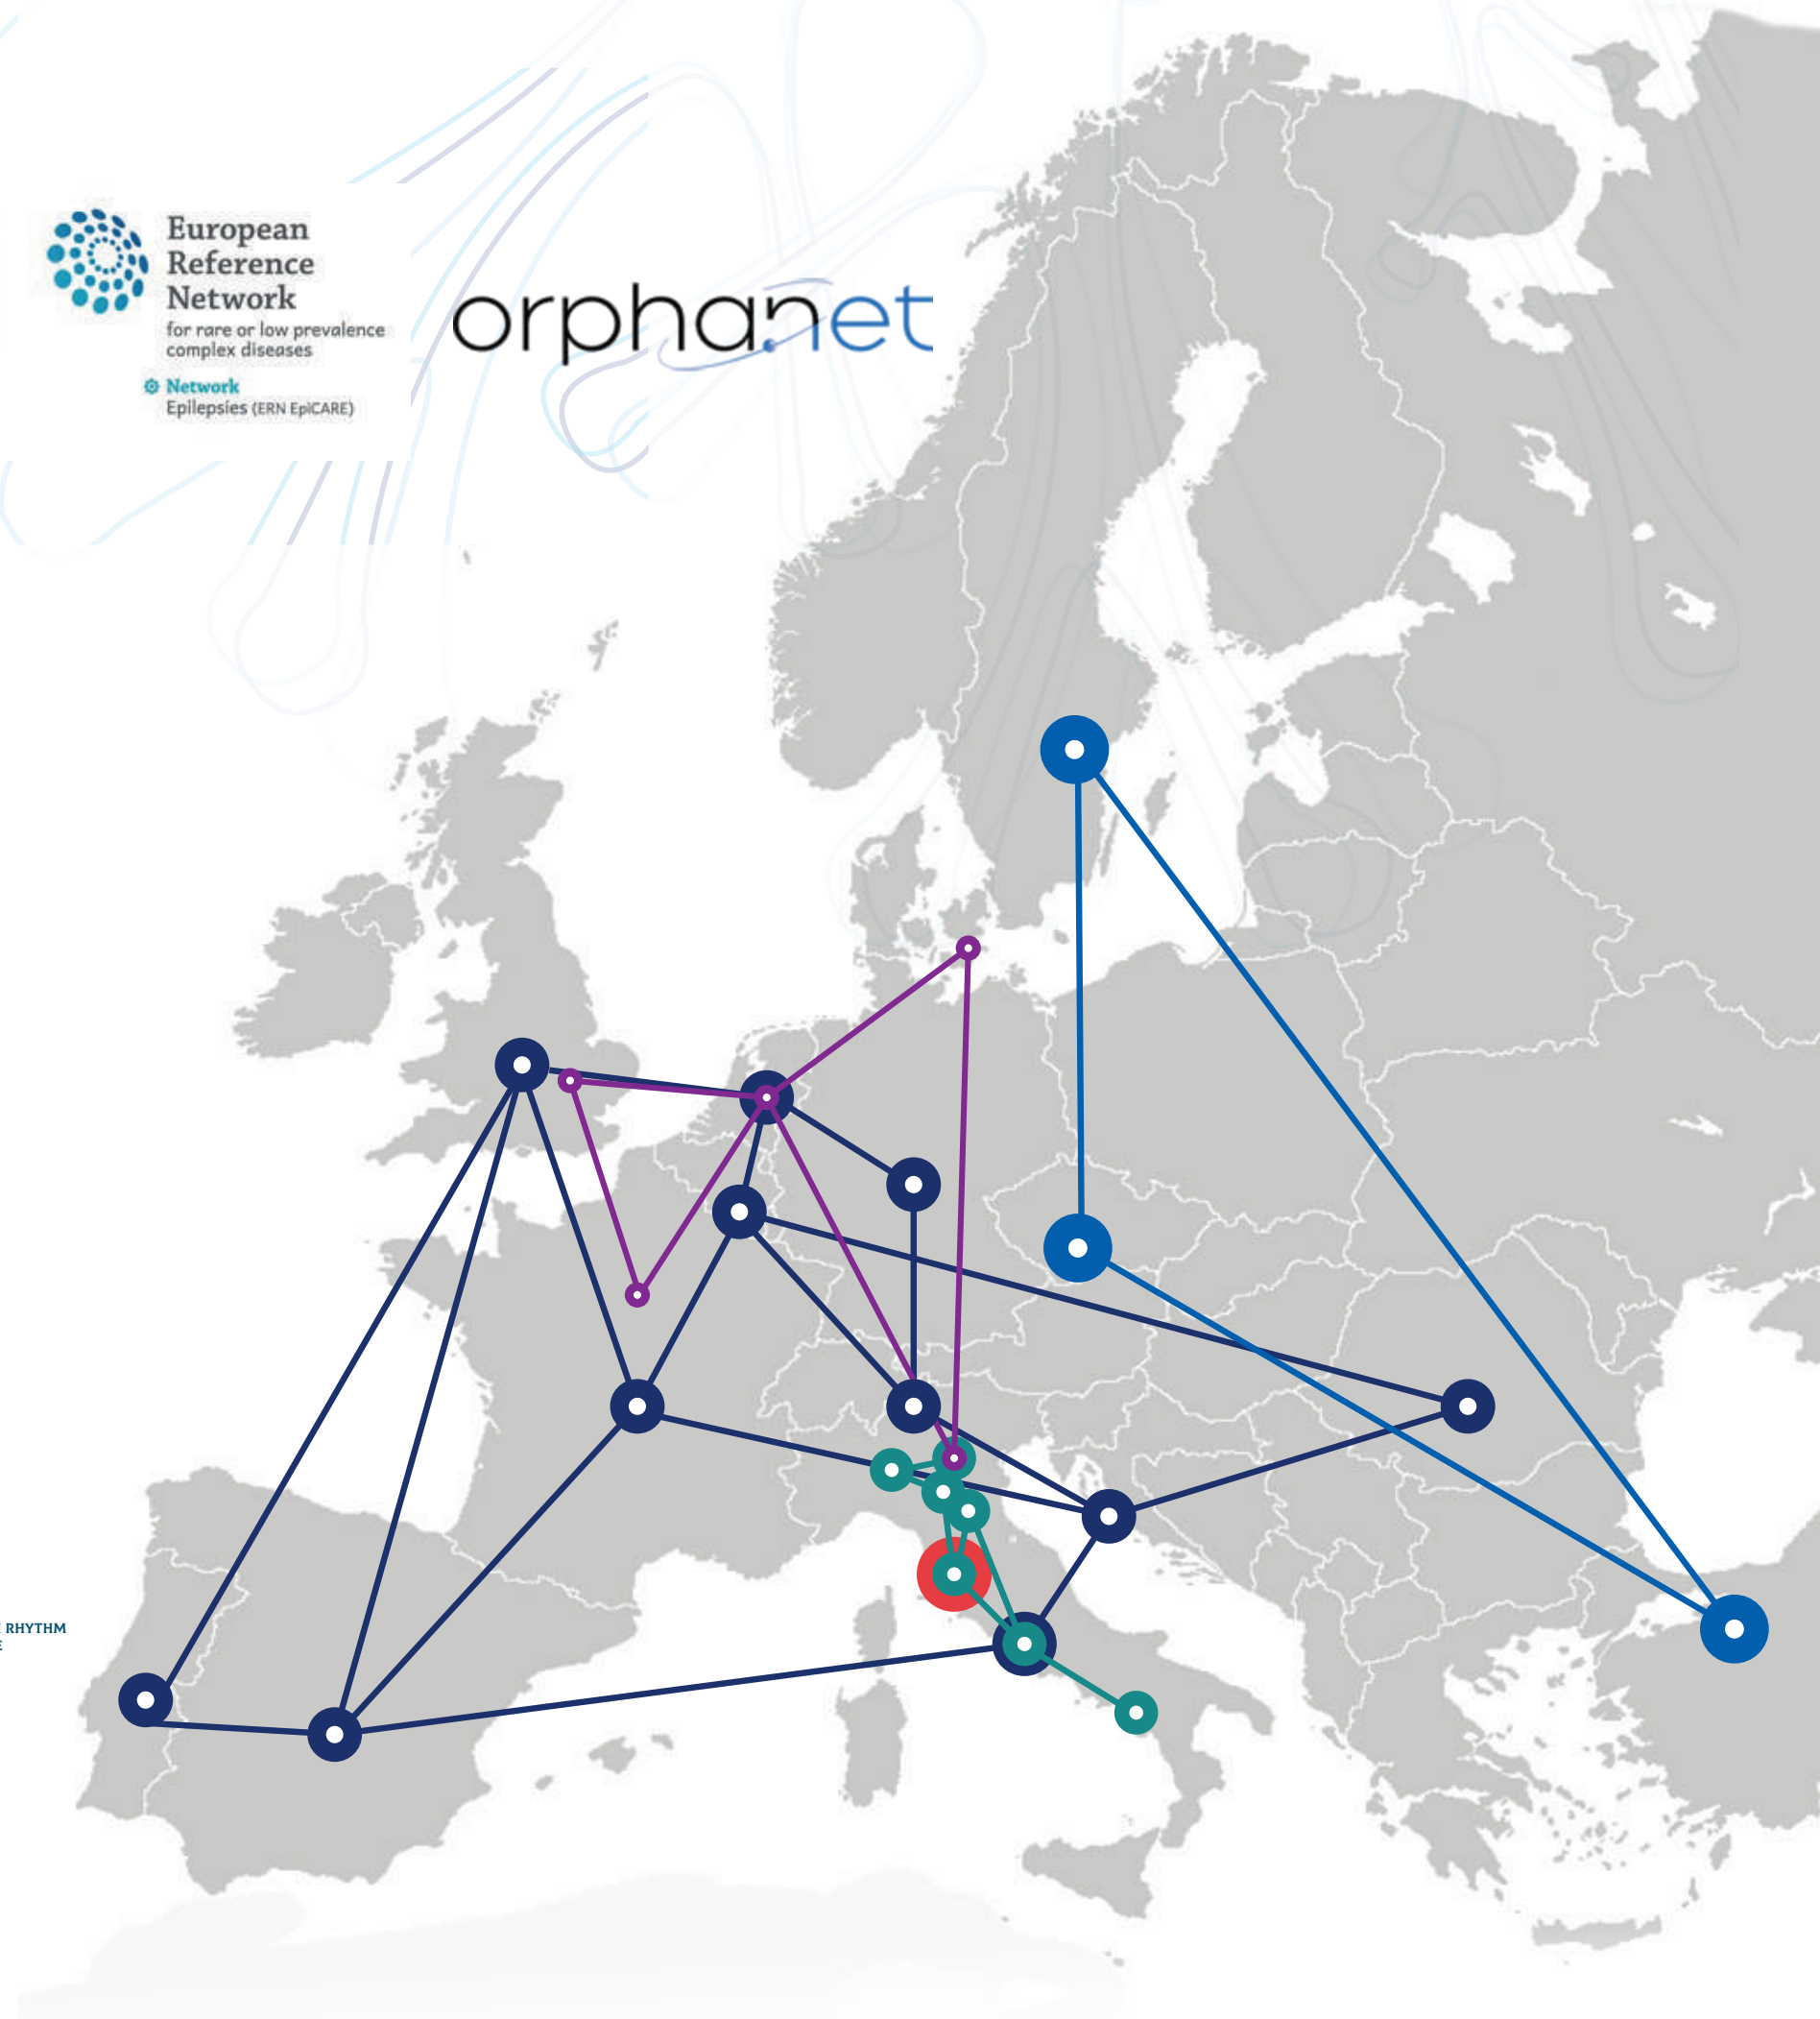 European
Reference
Network
for rare or low prevalence
complex diseases
Network
Epilepsies (ERN EpiCARE)
orphanet
RHYTHM